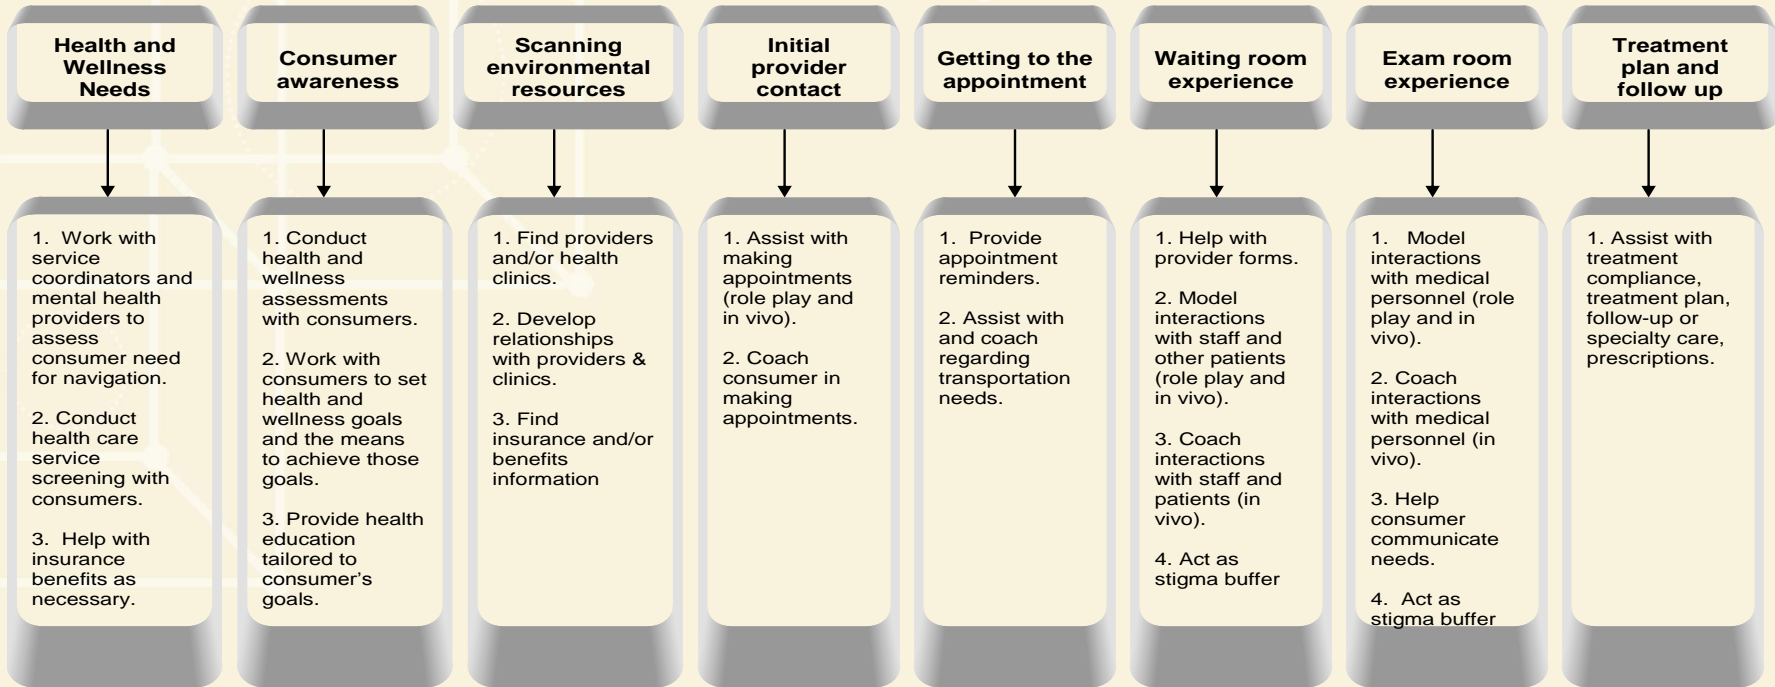 Health and
Wellness
Needs
Consumer
awareness
Scanning
environmental
resources
Initial
provider
contact
Getting to the
appointment
Waiting room
experience
Exam room
experience
Treatment
plan and
follow up
1. Work with
service
coordinators and
mental health
providers to
assess
consumer need
for navigation.
2. Conduct
health care
service
screening with
consumers.
3. Help with
insurance
benefits as
necessary.
1. Conduct
health and
wellness
assessments
with consumers.
2. Work with
consumers to set
health and
wellness goals
and the means
to achieve those
goals.
3. Provide health
education
tailored to
consumer’s
goals.
1. Find providers
and/or health
clinics.
2. Develop
relationships
with providers &
clinics.
3. Find
insurance and/or
benefits
information
1. Assist with
making
appointments
(role play and
in vivo).
2. Coach
consumer in
making
appointments.
1. Provide
appointment
reminders.
2. Assist with
and coach
regarding
transportation
needs.
1. Help with
provider forms.
2. Model
interactions
with staff and
other patients
(role play and
in vivo).
3. Coach
interactions
with staff and
patients (in
vivo).
4. Act as
stigma buffer
1. Model
interactions
with medical
personnel (role
play and in
vivo).
2. Coach
interactions
with medical
personnel (in
vivo).
3. Help
consumer
communicate
needs.
4. Act as
stigma buffer
1. Assist with
treatment
compliance,
treatment plan,
follow-up or
specialty care,
prescriptions.